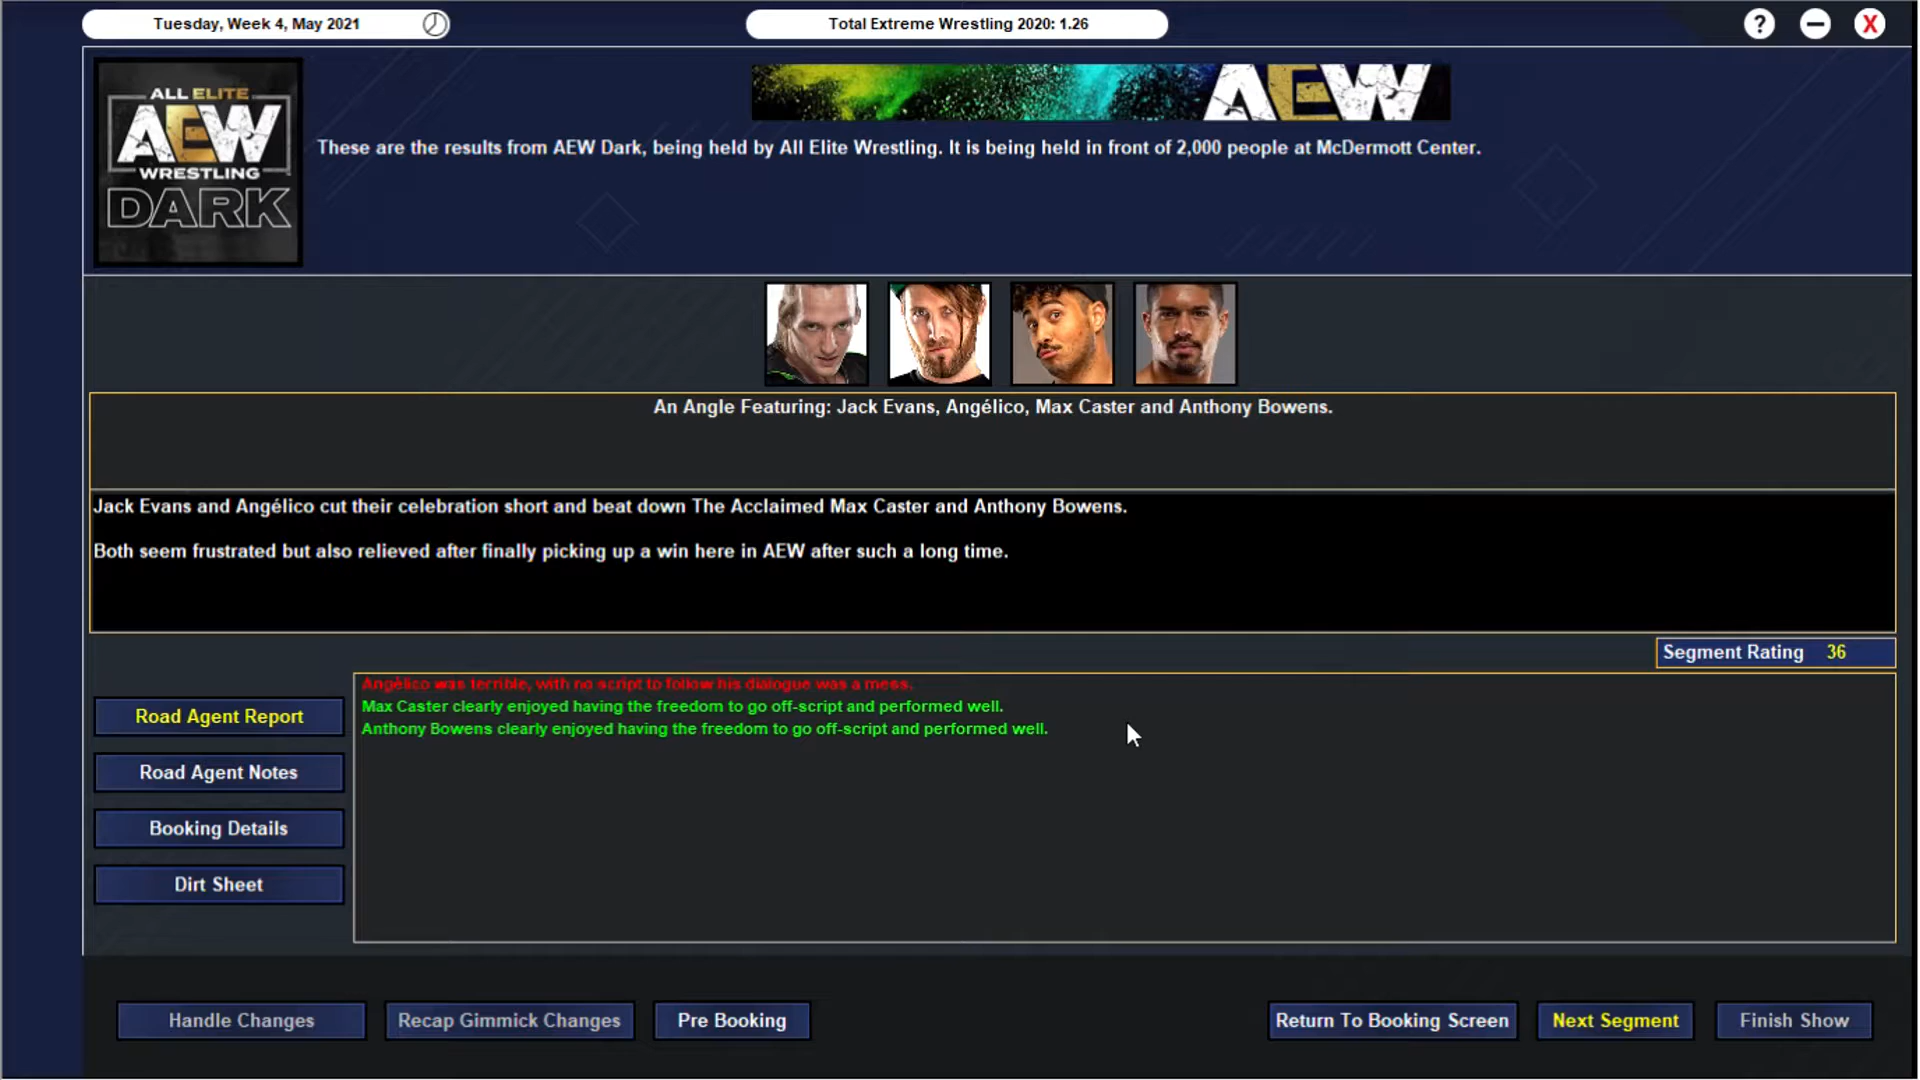 Tuesday, Week 4, May 2021
Total Extreme Wrestling 2020: 1.26
?
X
ALL ELITE
AEW
WRESTLING
DARK
AEW
These are the results from AEW Dark, being held by All Elite Wrestling. It is being held in front of 2,000 people at McDermott Center.
An Angle Featuring: Jack Evans, Angélico, Max Caster and Anthony Bowens.
Jack Evans and Angélico cut their celebration short and beat down The Acclaimed Max Caster and Anthony Bowens.
Both seem frustrated but also relieved after finally picking up a win here in AEW after such a long time.
Segment Rating 36
Angélico was terrible, with no script to follow his dialogue was a mess.
Max Caster clearly enjoyed having the freedom to go off-script and performed well.
Anthony Bowens clearly enjoyed having the freedom to go off-script and performed well.
Road Agent Report
Road Agent Notes
Booking Details
Dirt Sheet
Handle Changes
Recap Gimmick Changes
Pre Booking
Return To Booking Screen
Next Segment
Finish Show